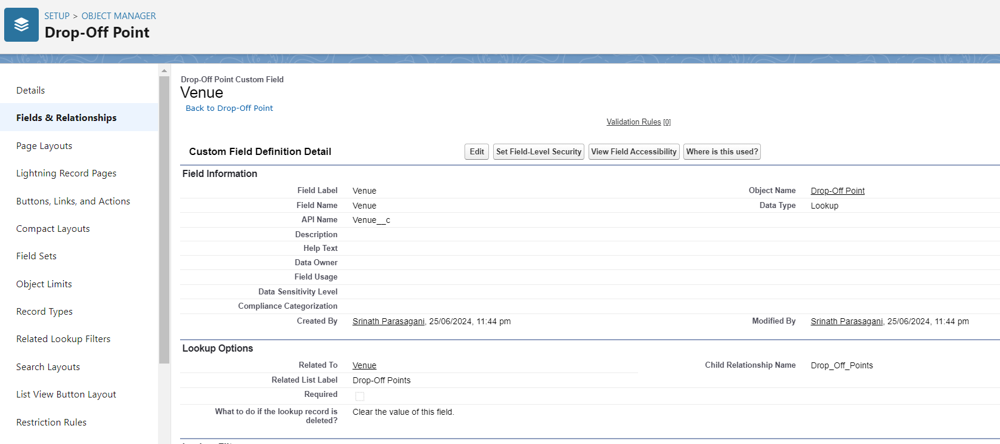 SETUP > OBJECT MANAGER
Drop-Off Point
Details
Fields & Relationships
Page Layouts
Lightning Record Pages
Buttons, Links, and Actions
Compact Layouts
Field Sets
Object Limits
Record Types
Related Lookup Filters
Search Layouts
List View Button Layout
Restriction Rules
Drop-Off Point Custom Field
Venue
Back to Drop-Off Point
Validation Rules [0]
Custom Field Definition Detail Edit Set Field-Level Security View Field Accessibility Where is this used?
Field Information
Field Label Venue Object Name Drop-Off Point
Field Name Venue Data Type Lookup
API Name Venue__c
Description
Help Text
Data Owner
Field Usage
Data Sensitivity Level
Compliance Categorization
Created By Srinath Parasagani, 25/06/2024, 11:44 pm Modified By Srinath Parasagani, 25/06/2024, 11:44 pm
Lookup Options
Related To Venue Child Relationship Name Drop_Off_Points
Related List Label Drop-Off Points
Required
What to do if the lookup record is Clear the value of this field.
deleted?